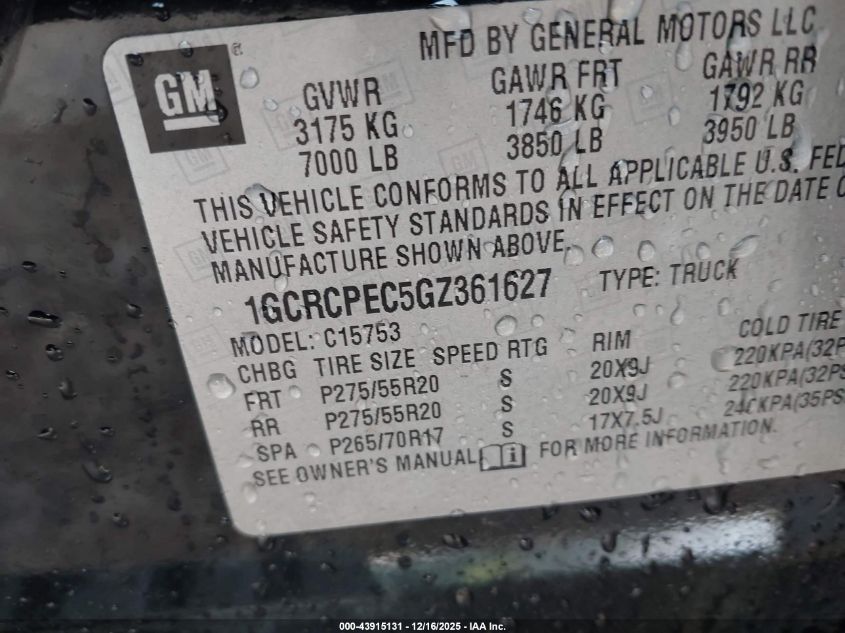 GM ®
MFD BY GENERAL MOTORS LLC
GVWR GAWR FRT GAWR RR
3175 KG 1746 KG 1792 KG
7000 LB 3850 LB 3950 LB
THIS VEHICLE CONFORMS TO ALL APPLICABLE U.S. FED
VEHICLE SAFETY STANDARDS IN EFFECT ON THE DATE O
MANUFACTURE SHOWN ABOVE.
1GCRCPEC5GZ361627 TYPE: TRUCK
MODEL: C15753
CHBG TIRE SIZE SPEED RTG RIM COLD TIRE
FRT P275/55R20 S 20X9J 220KPA(32P
RR P275/55R20 S 20X9J 220KPA(32PS
SPA P265/70R17 S 17X7.5J 240KPA(35PS
SEE OWNER'S MANUAL FOR MORE INFORMATION.
000-43915131 - 12/16/2025 - IAA Inc.